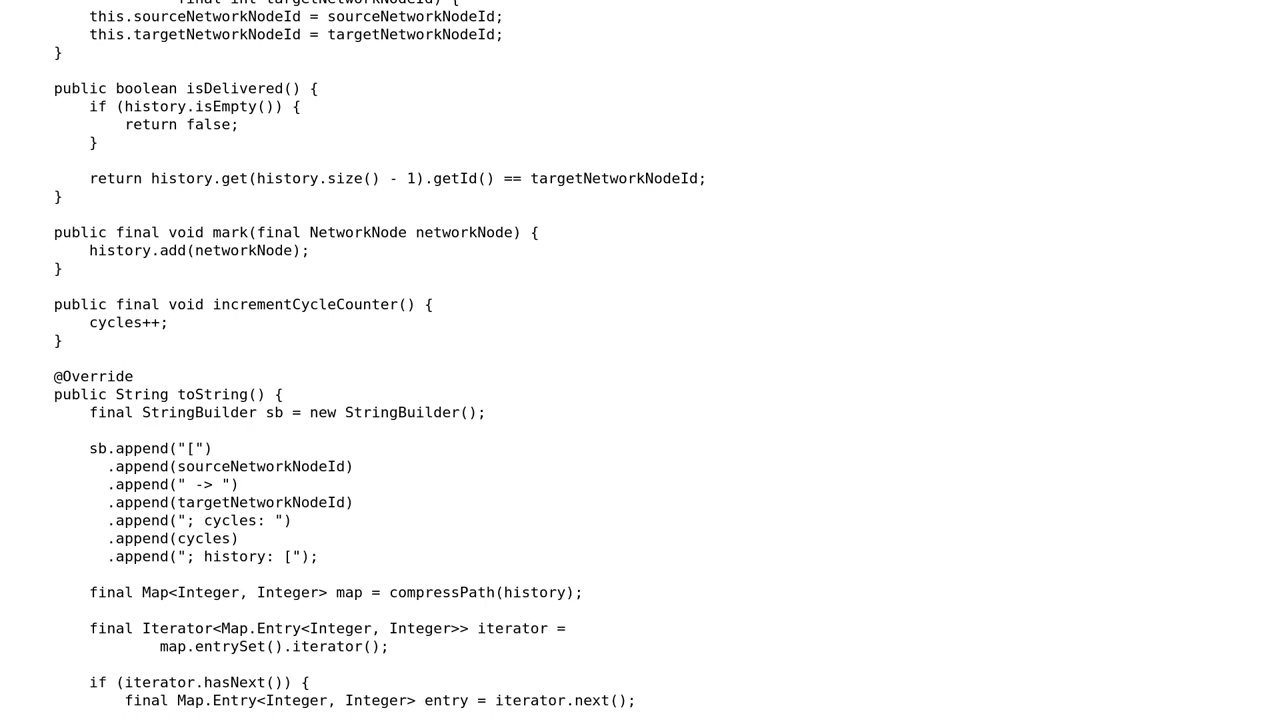 final int targetNetworkNodeId) {
        this.sourceNetworkNodeId = sourceNetworkNodeId;
        this.targetNetworkNodeId = targetNetworkNodeId;
    }

    public boolean isDelivered() {
        if (history.isEmpty()) {
            return false;
        }

        return history.get(history.size() - 1).getId() == targetNetworkNodeId;
    }

    public final void mark(final NetworkNode networkNode) {
        history.add(networkNode);
    }

    public final void incrementCycleCounter() {
        cycles++;
    }

    @Override
    public String toString() {
        final StringBuilder sb = new StringBuilder();

        sb.append("[")
          .append(sourceNetworkNodeId)
          .append(" -> ")
          .append(targetNetworkNodeId)
          .append("; cycles: ")
          .append(cycles)
          .append("; history: [");

        final Map<Integer, Integer> map = compressPath(history);

        final Iterator<Map.Entry<Integer, Integer>> iterator =
                map.entrySet().iterator();

        if (iterator.hasNext()) {
            final Map.Entry<Integer, Integer> entry = iterator.next();